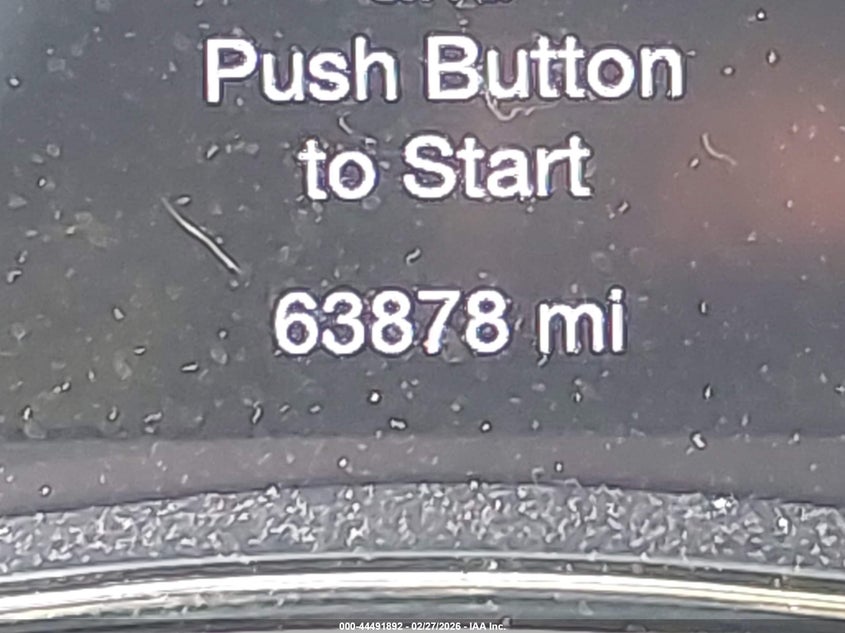 Push Button
to Start
63878 mi
000-44491892 - 02/27/2026 - IAA Inc.